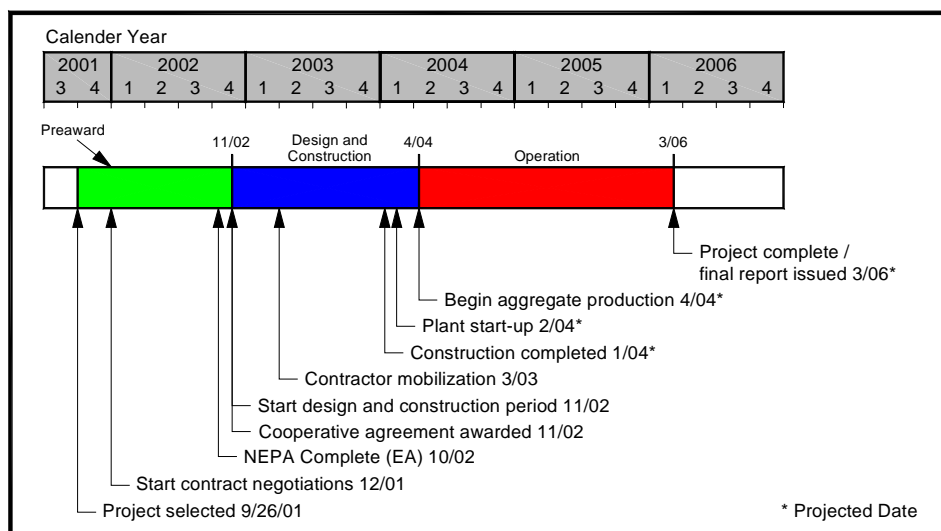 Calender Year
2001 2002 2003 2004 2005 2006
3 4 1 2 3 4 1 2 3 4 1 2 3 4 1 2 3 4 1 2 3 4
Preaward
11/02
Design and
Construction
4/04
Operation
3/06
Project complete /
final report issued 3/06*
Begin aggregate production 4/04*
Plant start-up 2/04*
Construction completed 1/04*
Contractor mobilization 3/03
Start design and construction period 11/02
Cooperative agreement awarded 11/02
NEPA Complete (EA) 10/02
Start contract negotiations 12/01
Project selected 9/26/01
* Projected Date